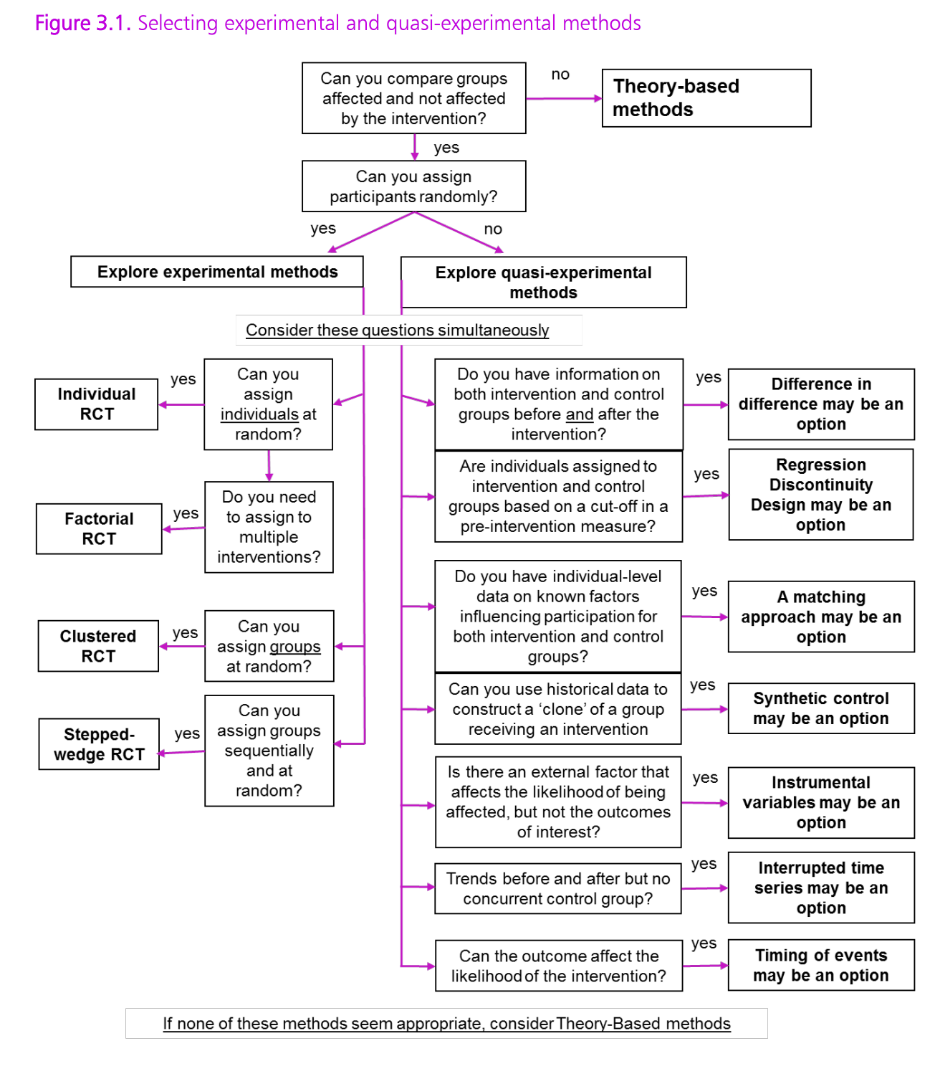 Figure 3.1. Selecting experimental and quasi-experimental methods
Can you compare groups
affected and not affected
by the intervention?
no
Theory-based
methods
yes
Can you assign
participants randomly?
yes
no
Explore experimental methods
Explore quasi-experimental
methods
Consider these questions simultaneously
Individual
RCT
yes
Can you
assign
individuals at
random?
Factorial
RCT
yes
Do you need
to assign to
multiple
interventions?
Clustered
RCT
yes
Can you
assign groups
at random?
Stepped-
wedge RCT
yes
Can you
assign groups
sequentially
and at
random?
Do you have information on
both intervention and control
groups before and after the
intervention?
yes
Difference in
difference may be an
option
Are individuals assigned to
intervention and control
groups based on a cut-off in a
pre-intervention measure?
yes
Regression
Discontinuity
Design may be an
option
Do you have individual-level
data on known factors
influencing participation for
both intervention and control
groups?
yes
A matching
approach may be an
option
Can you use historical data to
construct a ‘clone’ of a group
receiving an intervention
yes
Synthetic control
may be an option
Is there an external factor that
affects the likelihood of being
affected, but not the outcomes
of interest?
yes
Instrumental
variables may be an
option
Trends before and after but no
concurrent control group?
yes
Interrupted time
series may be an
option
Can the outcome affect the
likelihood of the intervention?
yes
Timing of events
may be an option
If none of these methods seem appropriate, consider Theory-Based methods